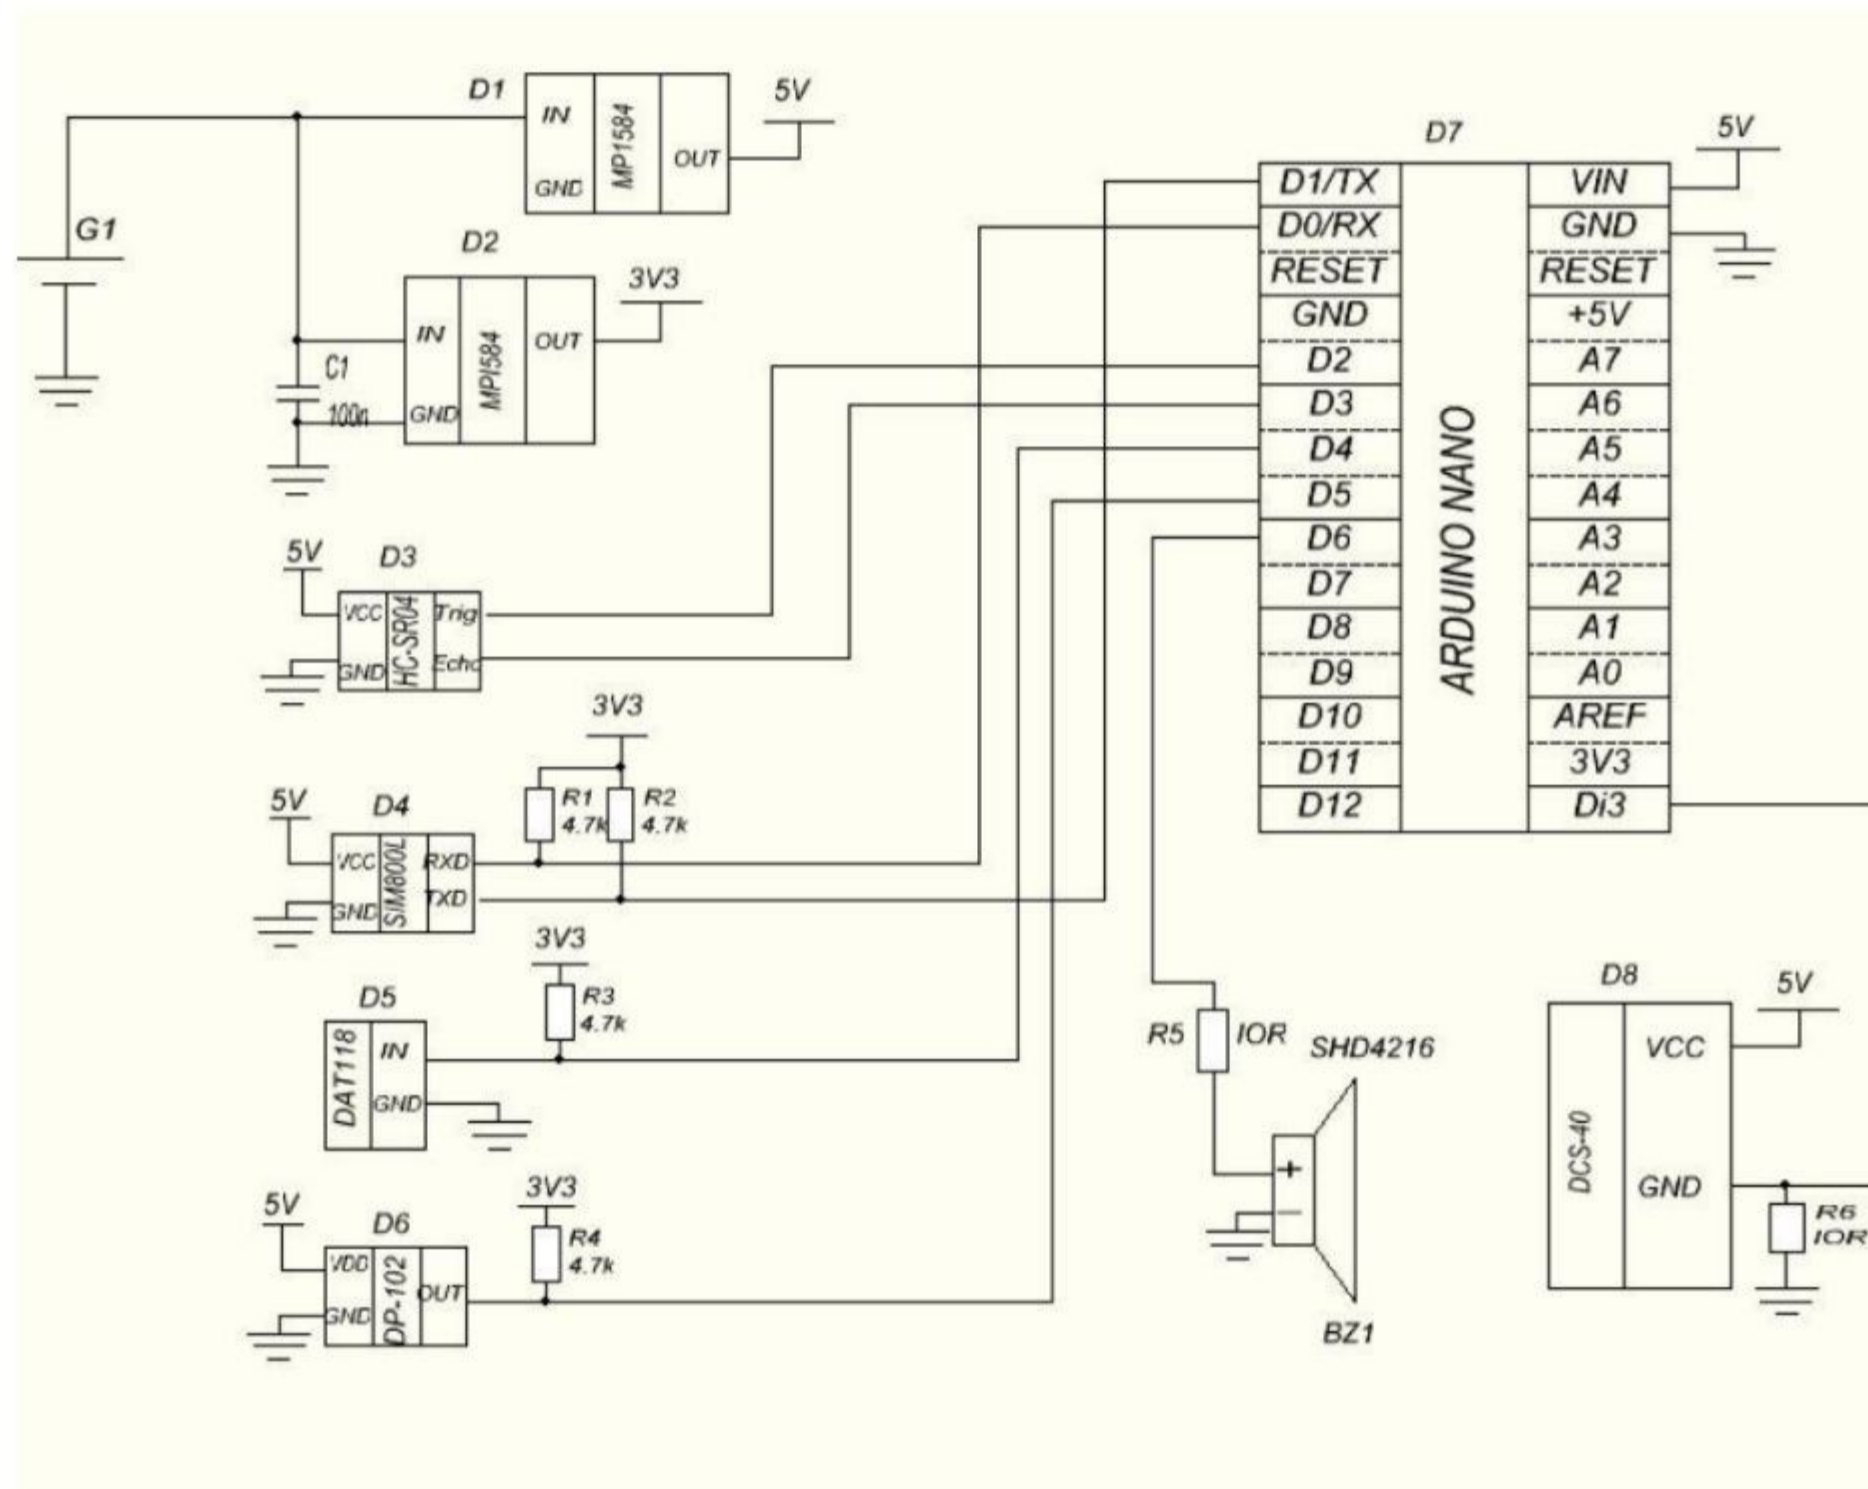 D1
IN
GND
MP1584
OUT
5V
G1
D2
IN
GND
MPI584
OUT
3V3
C1
100n
5V
D3
VCC
GND
HC-SR04
Trig
Echo
3V3
R1
4.7k
R2
4.7k
5V
D4
VCC
GND
SIM800L
RXD
TXD
3V3
R3
4.7k
D5
DAT118
IN
GND
3V3
R4
4.7k
5V
D6
VDD
GND
DP-102
OUT
D7
D1/TX
D0/RX
RESET
GND
D2
D3
D4
D5
D6
D7
D8
D9
D10
D11
D12
ARDUINO NANO
VIN
GND
RESET
+5V
A7
A6
A5
A4
A3
A2
A1
A0
AREF
3V3
Di3
5V
R5
IOR
SHD4216
+
BZ1
D8
DCS-40
VCC
GND
5V
R6
IOR